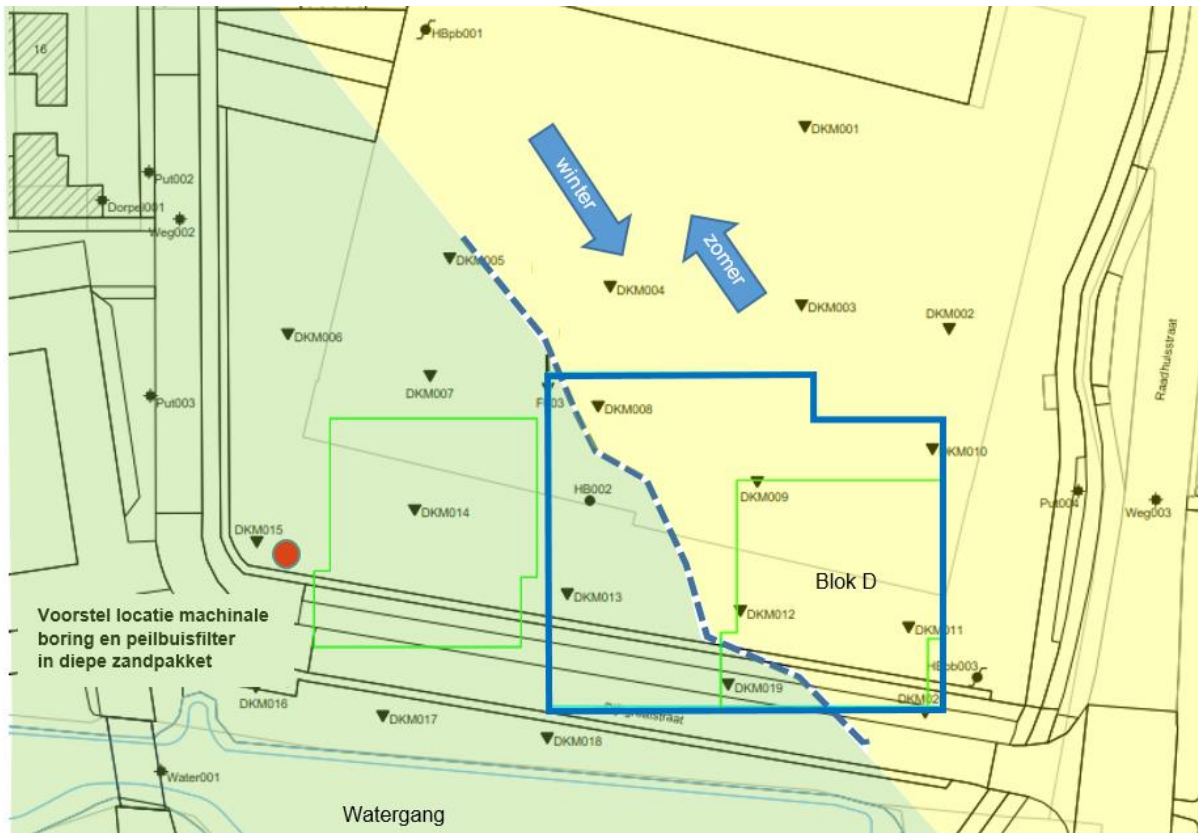 HBpb001
16
DKM001
Put002
winter
Dorpel001
Weg002
zomer
DKM005
DKM004
DKM003
DKM002
DKM006
Raadhuisstraat
DKM007
Put003
DKM008
DKM010
DKM009
HB002
Put004
Weg003
DKM014
DKM015
Blok D
DKM013
DKM012
DKM011
Voorstel locatie machinale
boring en peilbuisfilter
in diepe zandpakket
HBpb003
DKM019
DKM016
DKM017
DKM018
Water001
Watergang